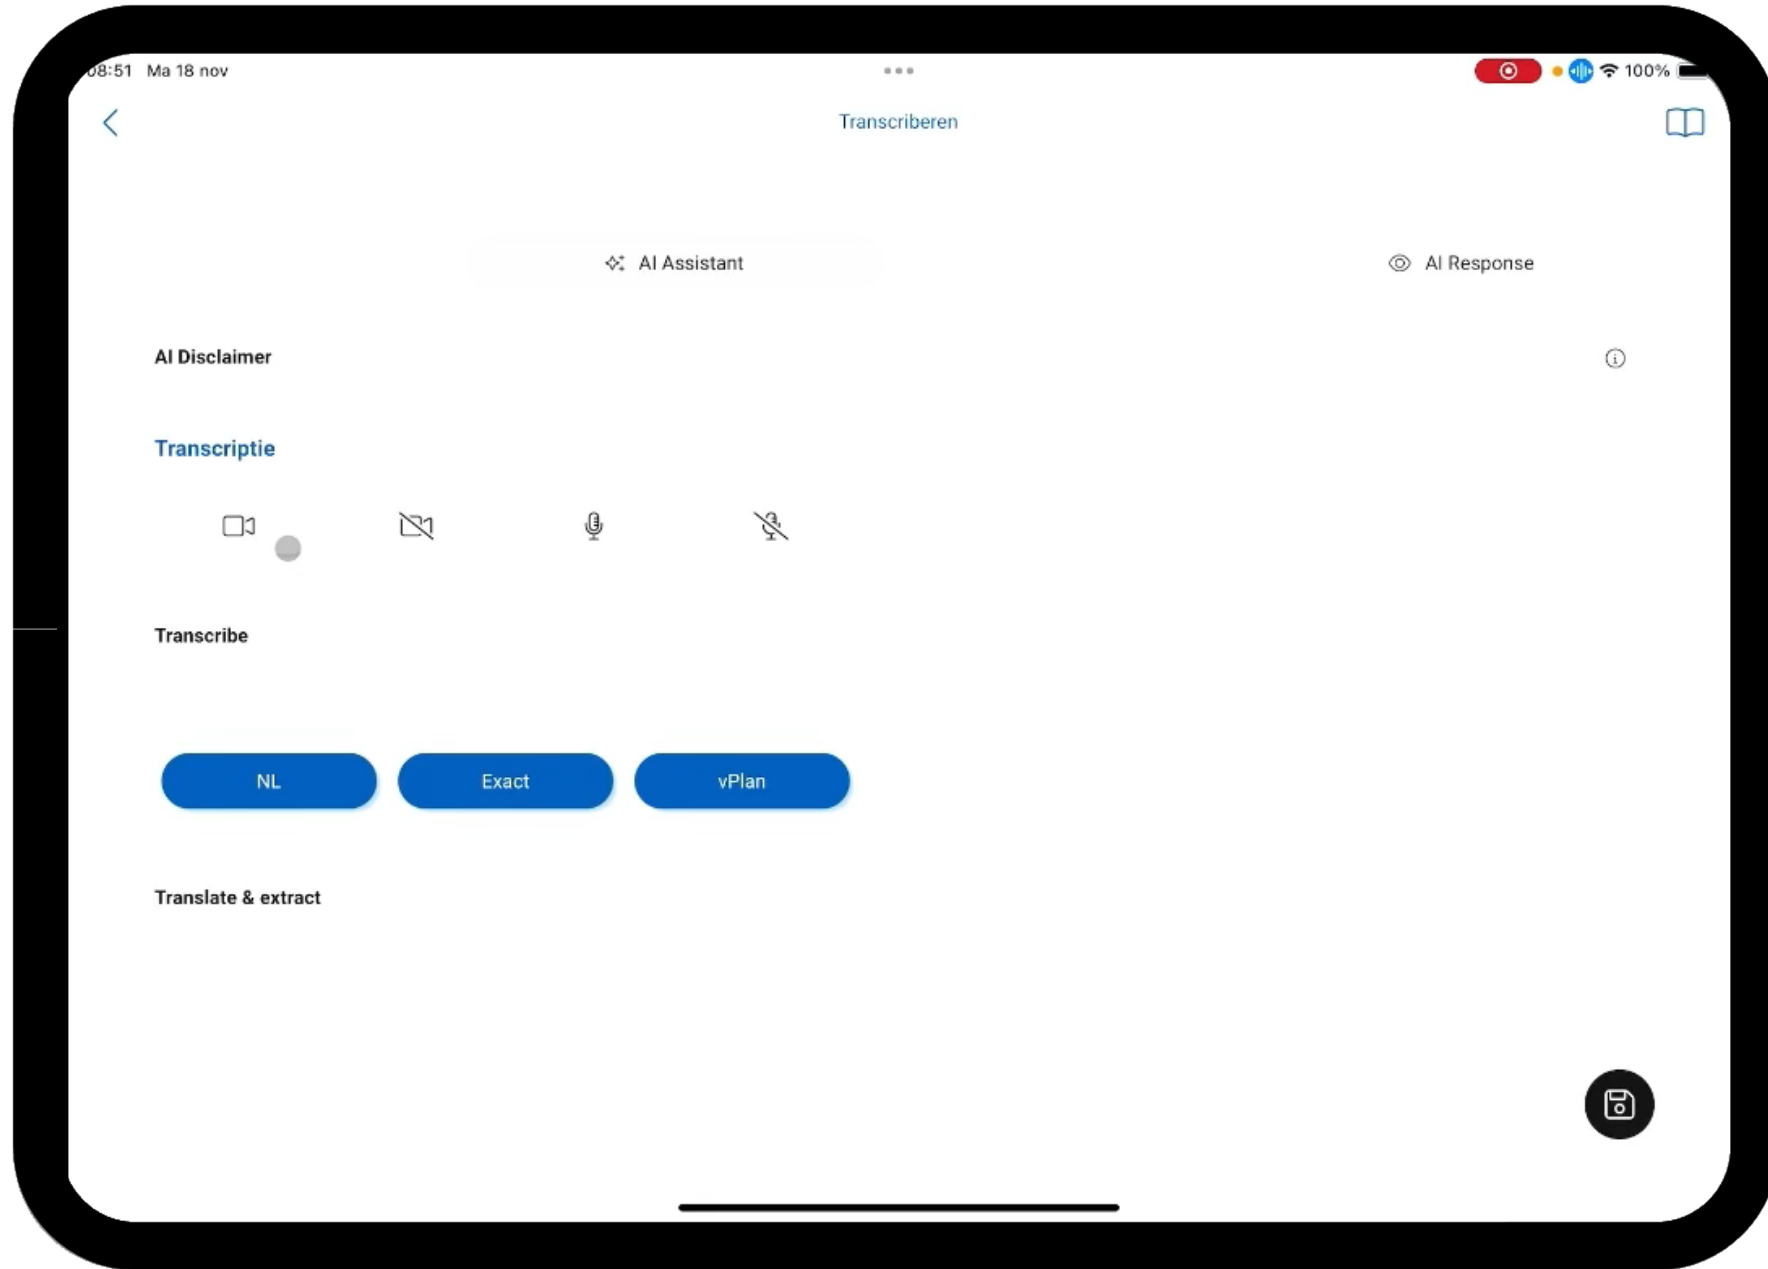 08:51 Ma 18 nov
100%
Transcriberen
AI Assistant
AI Response
AI Disclaimer
Transcriptie
Transcribe
NL
Exact
vPlan
Translate & extract